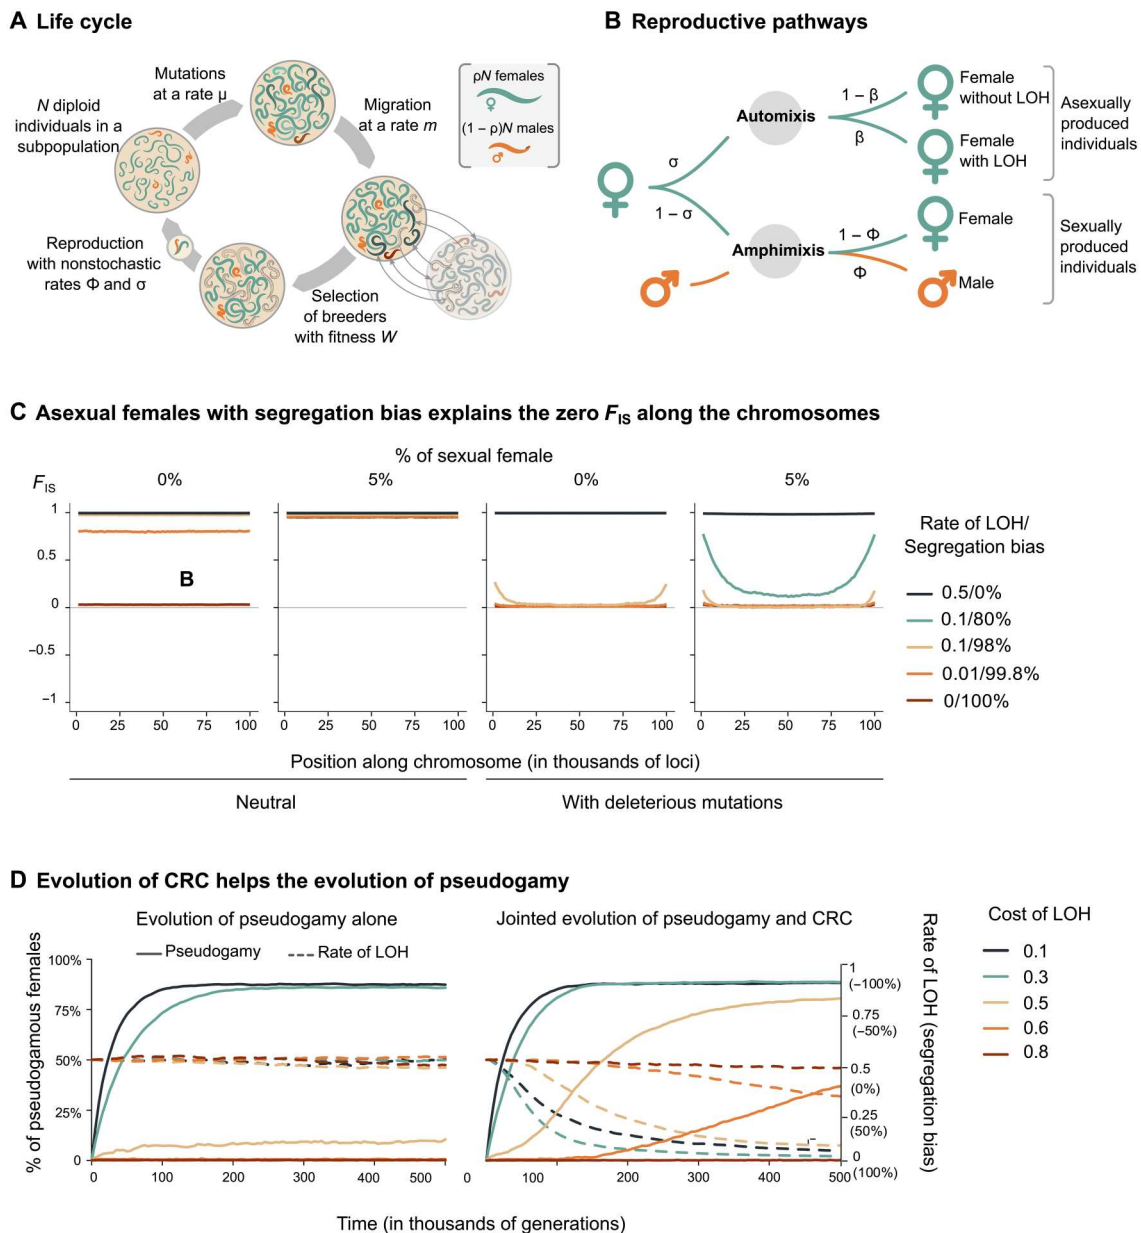 A Life cycle
Mutations
at a rate μ
N diploid
individuals in a
subpopulation
Migration
at a rate m
ρN females
♀
(1 − ρ)N males
♂
Reproduction
with nonstochastic
rates Φ and σ
Selection
of breeders
with fitness W
B Reproductive pathways
σ
1 − σ
Automixis
1 − β
β
Female
without LOH
Female
with LOH
Asexually
produced
individuals
Amphimixis
1 − Φ
Φ
Female
Male
Sexually
produced
individuals
C Asexual females with segregation bias explains the zero FIS along the chromosomes
% of sexual female
FIS
0% 5% 0% 5%
1
0.5
0
−0.5
−1
B
0 25 50 75 100
0 25 50 75 100
0 25 50 75 100
0 25 50 75 100
Position along chromosome (in thousands of loci)
Neutral
With deleterious mutations
Rate of LOH/
Segregation bias
0.5/0%
0.1/80%
0.1/98%
0.01/99.8%
0/100%
D Evolution of CRC helps the evolution of pseudogamy
Evolution of pseudogamy alone
Pseudogamy Rate of LOH
Jointed evolution of pseudogamy and CRC
% of pseudogamous females
100%
75%
50%
25%
0
0 100 200 300 400 500
0 200 300 400 500
1
(−100%)
0.75
(−50%)
0.5
(0%)
0.25
(50%)
0
(100%)
Rate of LOH (segregation bias)
Time (in thousands of generations)
Cost of LOH
0.1
0.3
0.5
0.6
0.8